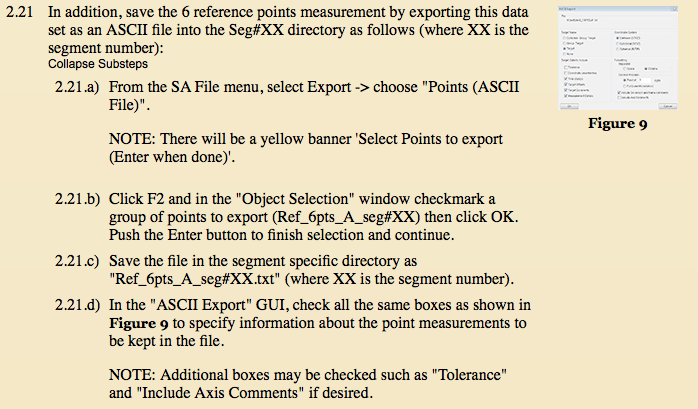 2.21 In addition, save the 6 reference points measurement by exporting this data
set as an ASCII file into the Seg#XX directory as follows (where XX is the
segment number):
Collapse Substeps
2.21.a) From the SA File menu, select Export -> choose "Points (ASCII
File)".
NOTE: There will be a yellow banner 'Select Points to export
(Enter when done)'.
2.21.b) Click F2 and in the "Object Selection" window checkmark a
group of points to export (Ref_6pts_A_seg#XX) then click OK.
Push the Enter button to finish selection and continue.
2.21.c) Save the file in the segment specific directory as
"Ref_6pts_A_seg#XX.txt" (where XX is the segment number).
2.21.d) In the "ASCII Export" GUI, check all the same boxes as shown in
Figure 9 to specify information about the point measurements to
be kept in the file.
NOTE: Additional boxes may be checked such as "Tolerance"
and "Include Axis Comments" if desired.
Figure 9